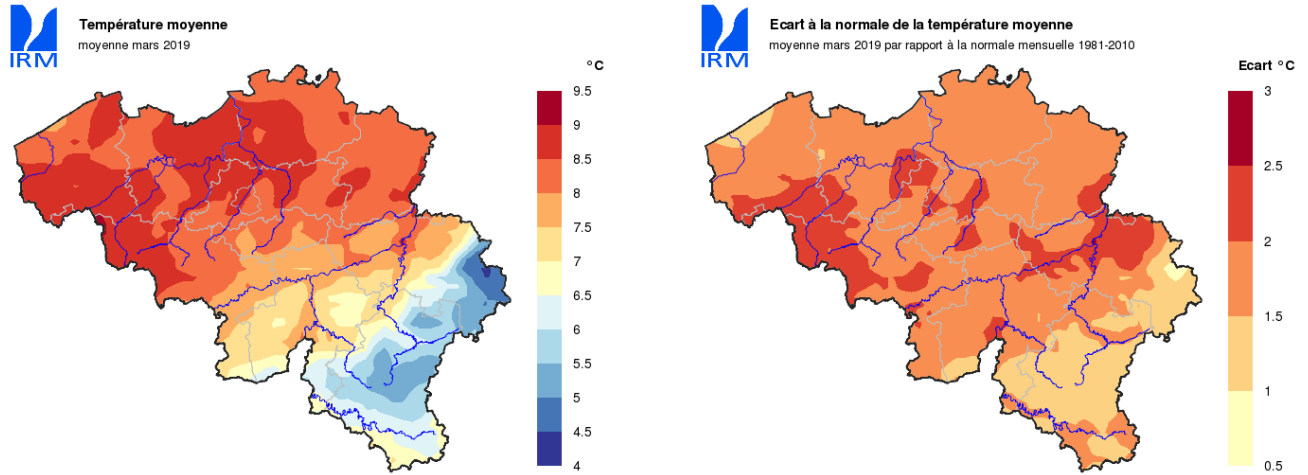 Température moyenne
moyenne mars 2019
IRM
°C
9.5
9
8.5
8
7.5
7
6.5
6
5.5
5
4.5
4
Ecart à la normale de la température moyenne
moyenne mars 2019 par rapport à la normale mensuelle 1981-2010
IRM
Ecart °C
3
2.5
2
1.5
1
0.5